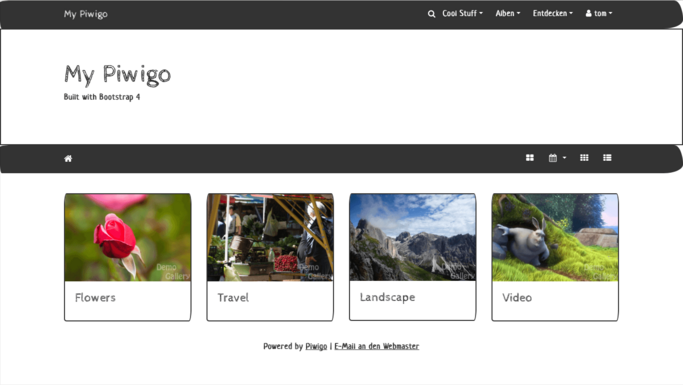 My Piwigo
Cool Stuff Alben Entdecken tom
My Piwigo
Built with Bootstrap 4
Demo Gallery
Demo Gallery
Demo Gallery
Demo Gallery
Flowers
Travel
Landscape
Video
Powered by Piwigo | E-Mail an den Webmaster